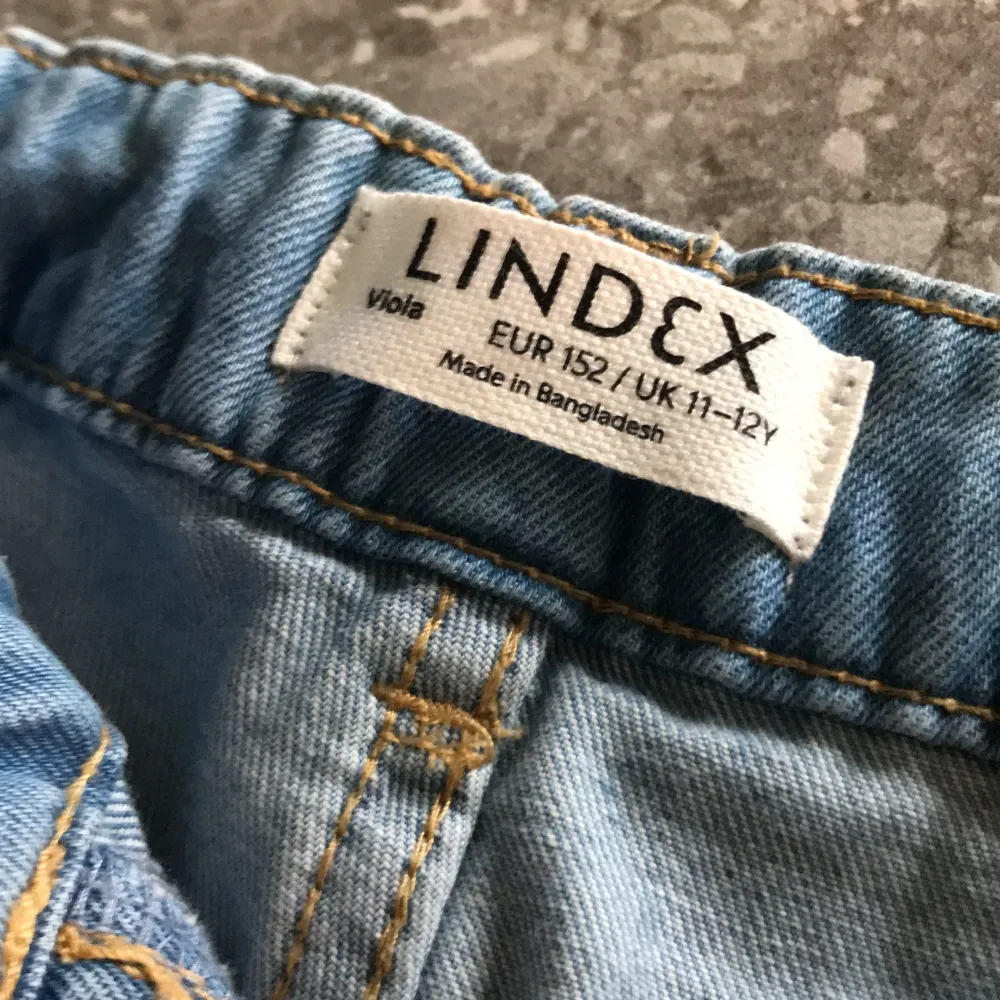 LINDEX
Viola
EUR 152 / UK 11–12Y
Made in Bangladesh